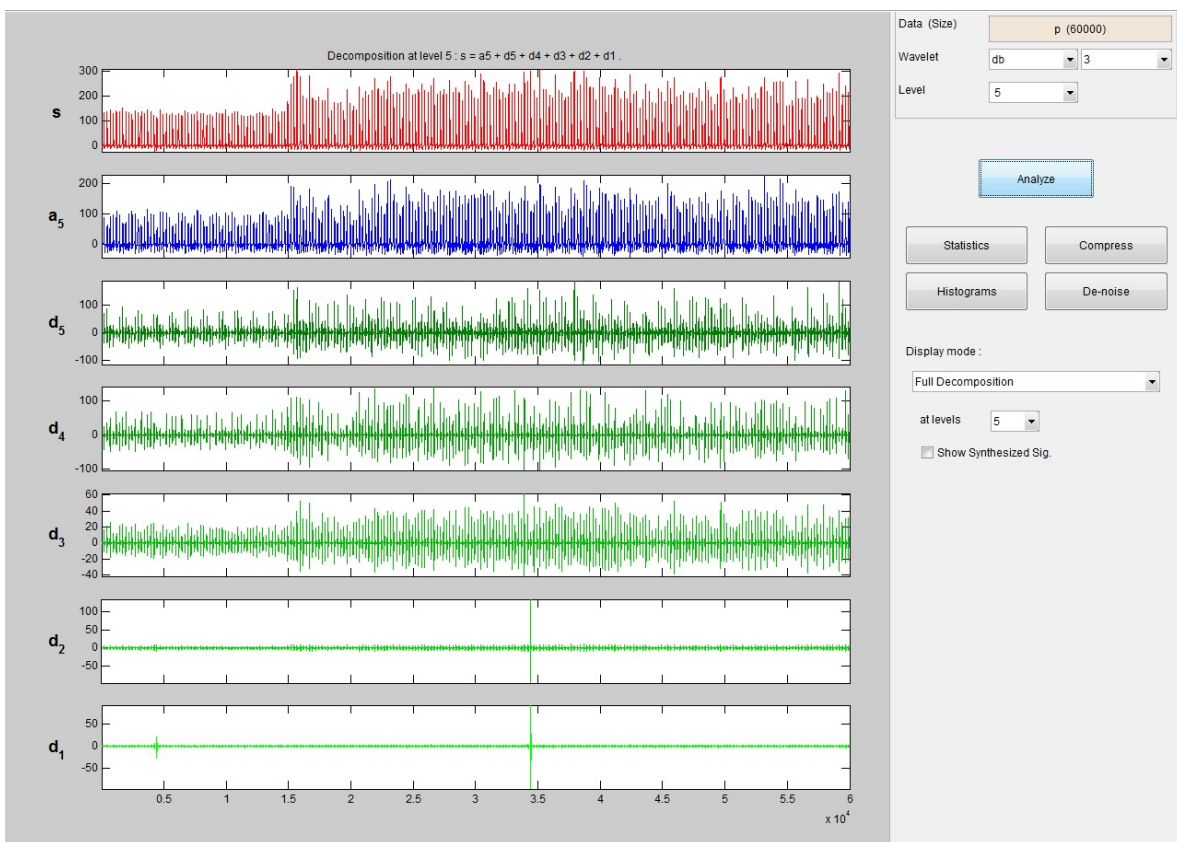 Decomposition at level 5 : s = a5 + d5 + d4 + d3 + d2 + d1 .
s
300
200
100
0
a5
200
100
0
d5
100
0
-100
d4
100
0
-100
d3
60
40
20
0
-20
-40
d2
100
50
0
-50
d1
50
0
-50
0.5 1 1.5 2 2.5 3 3.5 4 4.5 5 5.5 6
x 10^4
Data (Size) p (60000)
Wavelet db 3
Level 5
Analyze
Statistics Compress
Histograms De-noise
Display mode :
Full Decomposition
at levels 5
Show Synthesized Sig.